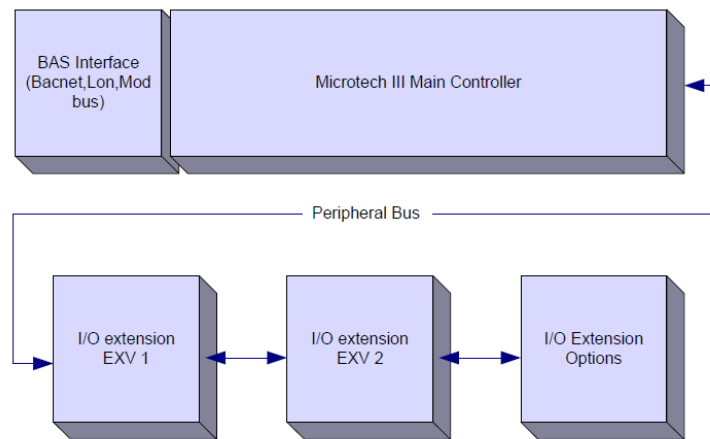 BAS Interface
(Bacnet,Lon,Mod
bus)
Microtech III Main Controller
Peripheral Bus
I/O extension
EXV 1
I/O extension
EXV 2
I/O Extension
Options